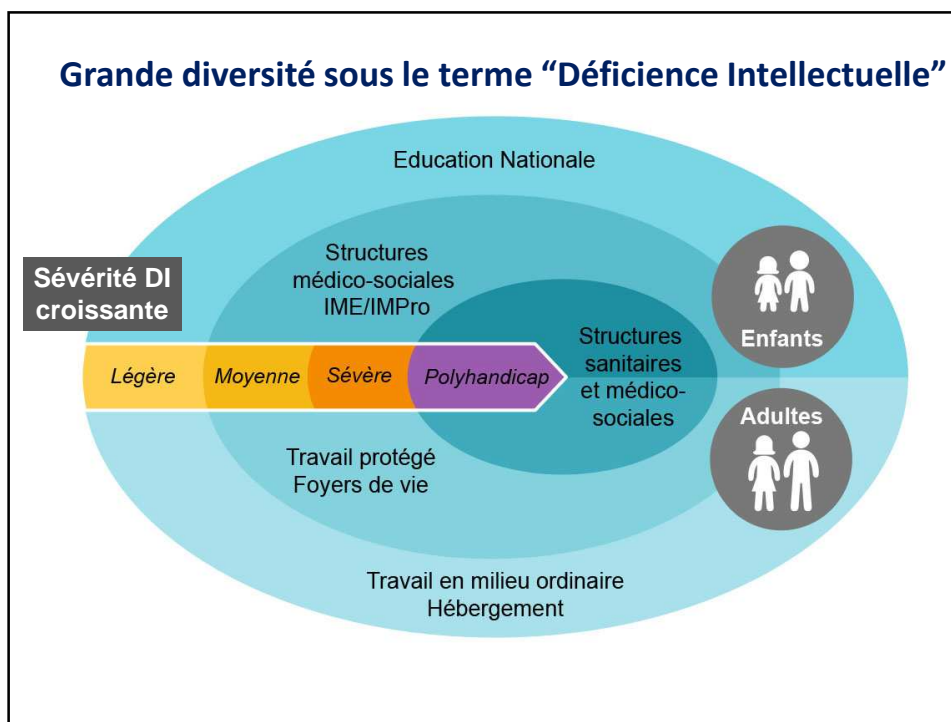 Grande diversité sous le terme “Déficience Intellectuelle”
Education Nationale
Structures
médico-sociales
IME/IMPro
Sévérité DI
croissante
Enfants
Structures
sanitaires
et médico-
sociales
Légère
Moyenne
Sévère
Polyhandicap
Adultes
Travail protégé
Foyers de vie
Travail en milieu ordinaire
Hébergement